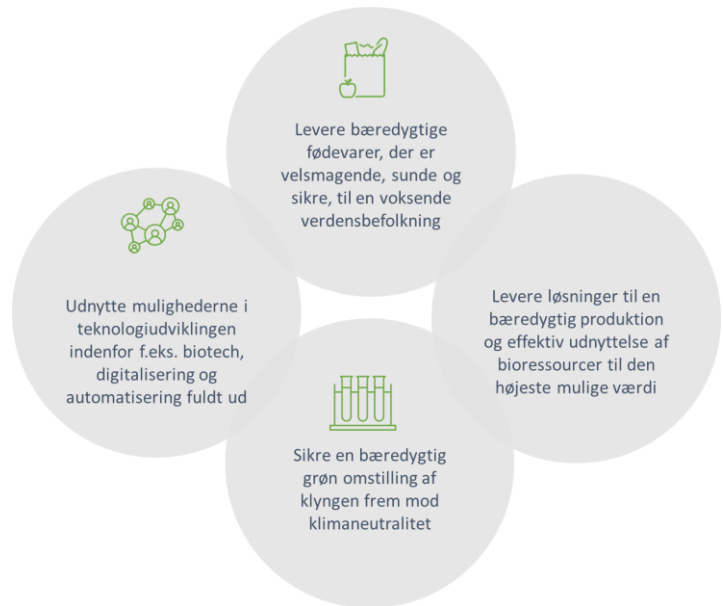 Levere bæredygtige
fødevarer, der er
velsmagende, sunde og
sikre, til en voksende
verdensbefolkning
Udnytte mulighederne i
teknologiudviklingen
indenfor f.eks. biotech,
digitalisering og
automatisering fuldt ud
Levere løsninger til en
bæredygtig produktion
og effektiv udnyttelse af
bioressourcer til den
højeste mulige værdi
Sikre en bæredygtig
grøn omstilling af
klyngen frem mod
klimaneutralitet